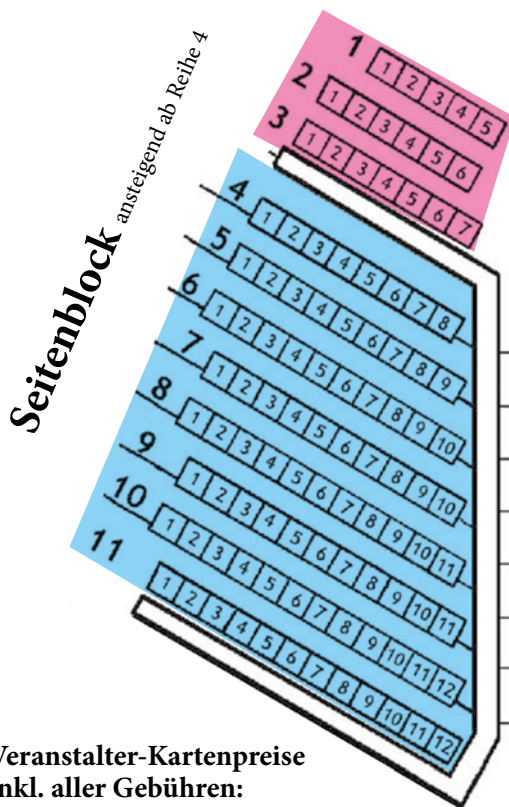 Seitenblock ansteigend ab Reihe 4
1 1 2 3 4 5
2 1 2 3 4 5 6
3 1 2 3 4 5 6 7
4 1 2 3 4 5 6 7 8
5 1 2 3 4 5 6 7 8 9
6 1 2 3 4 5 6 7 8 9 10
7 1 2 3 4 5 6 7 8 9 10
8 1 2 3 4 5 6 7 8 9 10 11
9 1 2 3 4 5 6 7 8 9 10 11
10 1 2 3 4 5 6 7 8 9 10 11 12
11 1 2 3 4 5 6 7 8 9 10 11 12
Veranstalter-Kartenpreise
nkl. aller Gebühren: